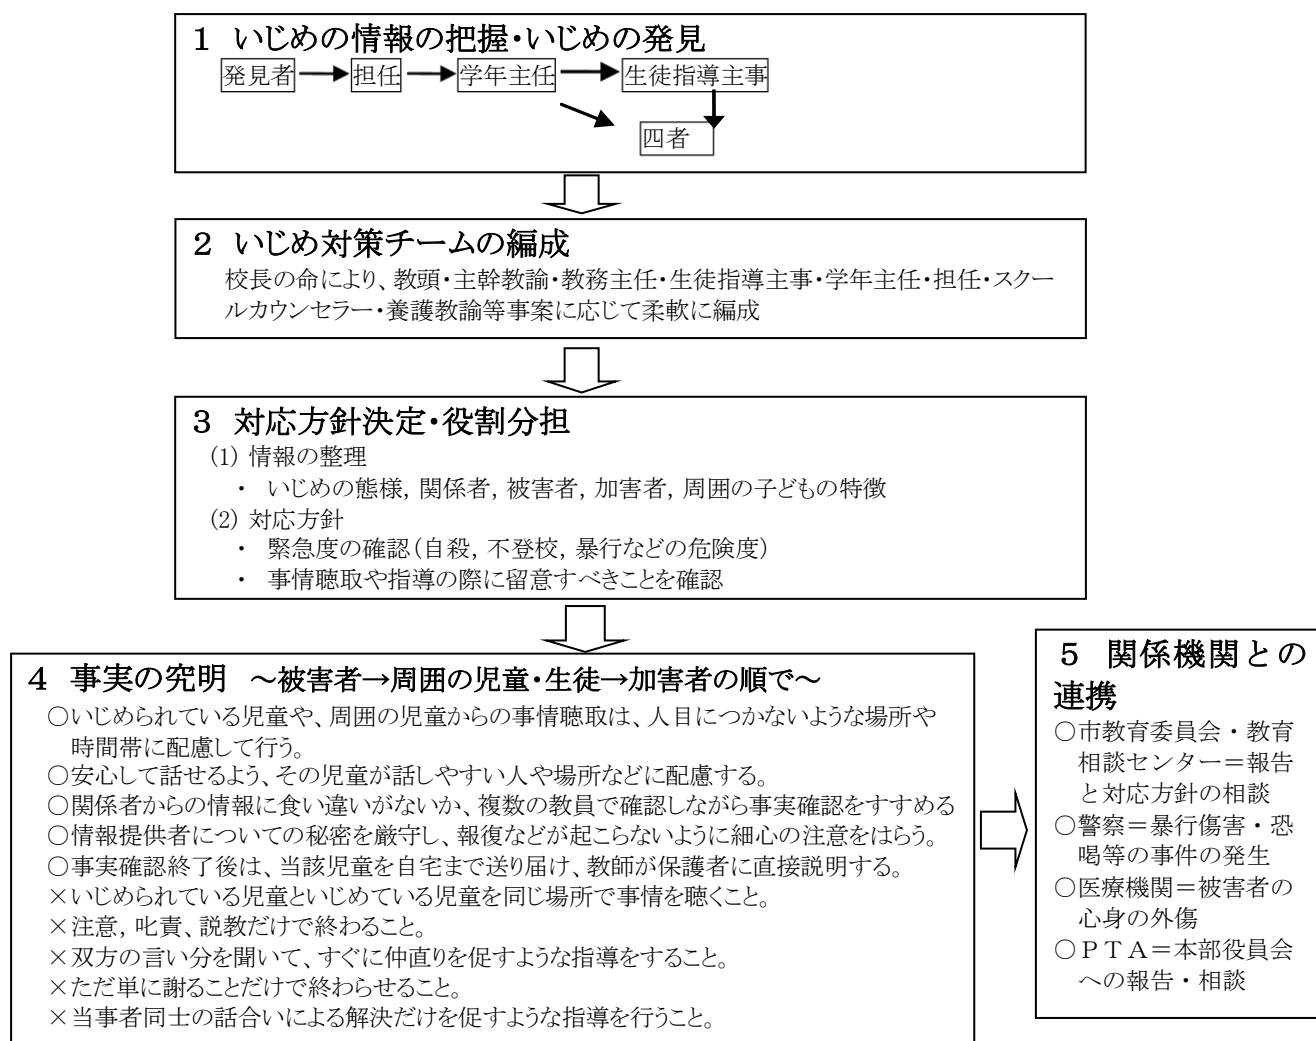 １ いじめの情報の把握・いじめの発見
発見者 担任 学年主任 生徒指導主事
四者
２ いじめ対策チームの編成
校長の命により、教頭・主幹教諭・教務主任・生徒指導主事・学年主任・担任・スクー
ルカウンセラー・養護教諭等事案に応じて柔軟に編成
３ 対応方針決定・役割分担
(1) 情報の整理
・ いじめの態様, 関係者, 被害者, 加害者, 周囲の子どもの特徴
(2) 対応方針
・ 緊急度の確認（自殺, 不登校, 暴行などの危険度）
・ 事情聴取や指導の際に留意すべきことを確認
４ 事実の究明 ～被害者→周囲の児童・生徒→加害者の順で～
○いじめられている児童や、周囲の児童からの事情聴取は、人目につかないような場所や
時間帯に配慮して行う。
○安心して話せるよう、その児童が話しやすい人や場所などに配慮する。
○関係者からの情報に食い違いがないか、複数の教員で確認しながら事実確認をすすめる
○情報提供者についての秘密を厳守し、報復などが起こらないように細心の注意をはらう。
○事実確認終了後は、当該児童を自宅まで送り届け、教師が保護者に直接説明する。
×いじめられている児童といじめている児童を同じ場所で事情を聴くこと。
×注意, 叱責、説教だけで終わること。
×双方の言い分を聞いて、すぐに仲直りを促すような指導をすること。
×ただ単に謝ることだけで終わらせること。
×当事者同士の話合いによる解決だけを促すような指導を行うこと。
５ 関係機関との
連携
○市教育委員会・教育
相談センター＝報告
と対応方針の相談
○警察＝暴行傷害・恐
喝等の事件の発生
○医療機関＝被害者の
心身の外傷
○ＰＴＡ＝本部役員会
への報告・相談